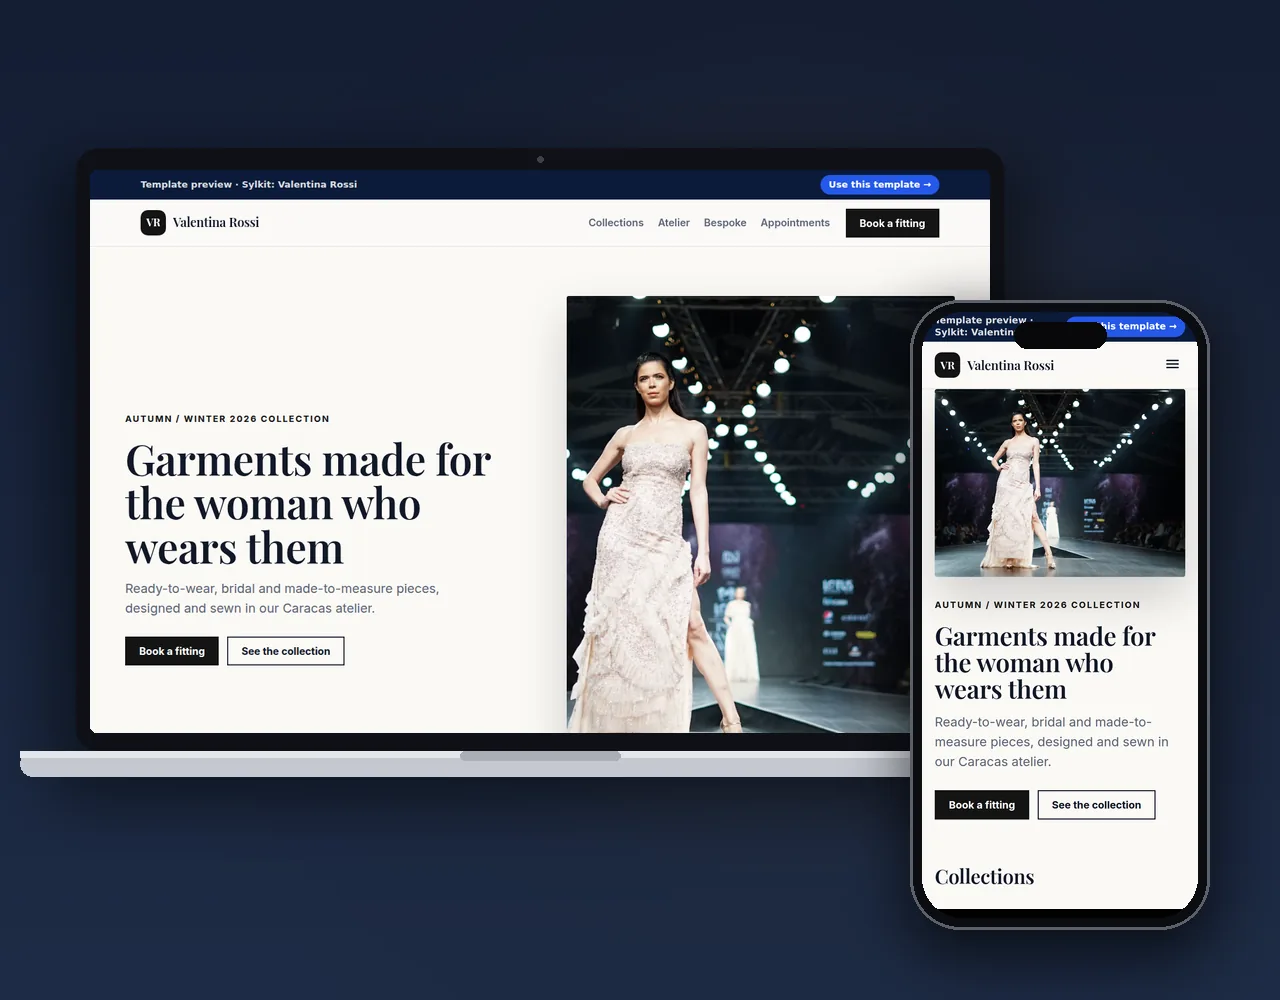 Template preview · Sylkit: Valentina Rossi
Use this template →
VR
Valentina Rossi
Collections
Atelier
Bespoke
Appointments
Book a fitting
AUTUMN / WINTER 2026 COLLECTION
Garments made for
the woman who
wears them
Ready-to-wear, bridal and made-to-measure pieces,
designed and sewn in our Caracas atelier.
Book a fitting
See the collection
Template preview ·
Sylkit: Valentin
this template →
VR
Valentina Rossi
AUTUMN / WINTER 2026 COLLECTION
Garments made for
the woman who
wears them
Ready-to-wear, bridal and made-to-
measure pieces, designed and sewn in
our Caracas atelier.
Book a fitting
See the collection
Collections